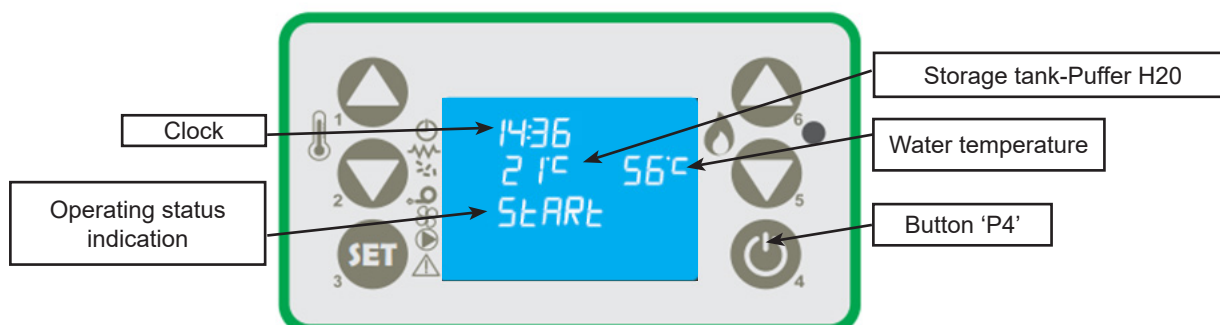 Storage tank-Puffer H20
Clock
1
6
14:36
Water temperature
21°C 56°C
2
5
StARt
Operating status
indication
Button 'P4'
SET
3
4